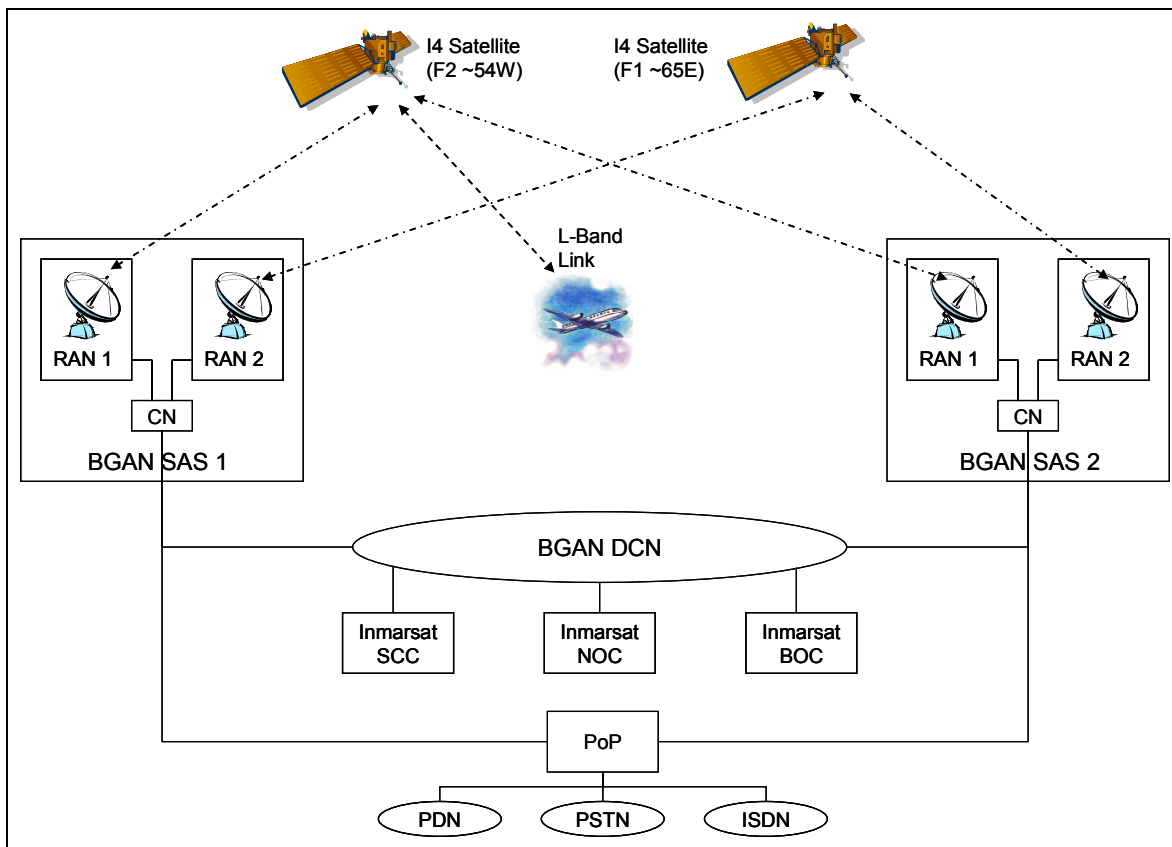 I4 Satellite
(F2 ~54W)
I4 Satellite
(F1 ~65E)
L-Band
Link
RAN 1
RAN 2
CN
BGAN SAS 1
RAN 1
RAN 2
CN
BGAN SAS 2
BGAN DCN
Inmarsat
SCC
Inmarsat
NOC
Inmarsat
BOC
PoP
PDN
PSTN
ISDN